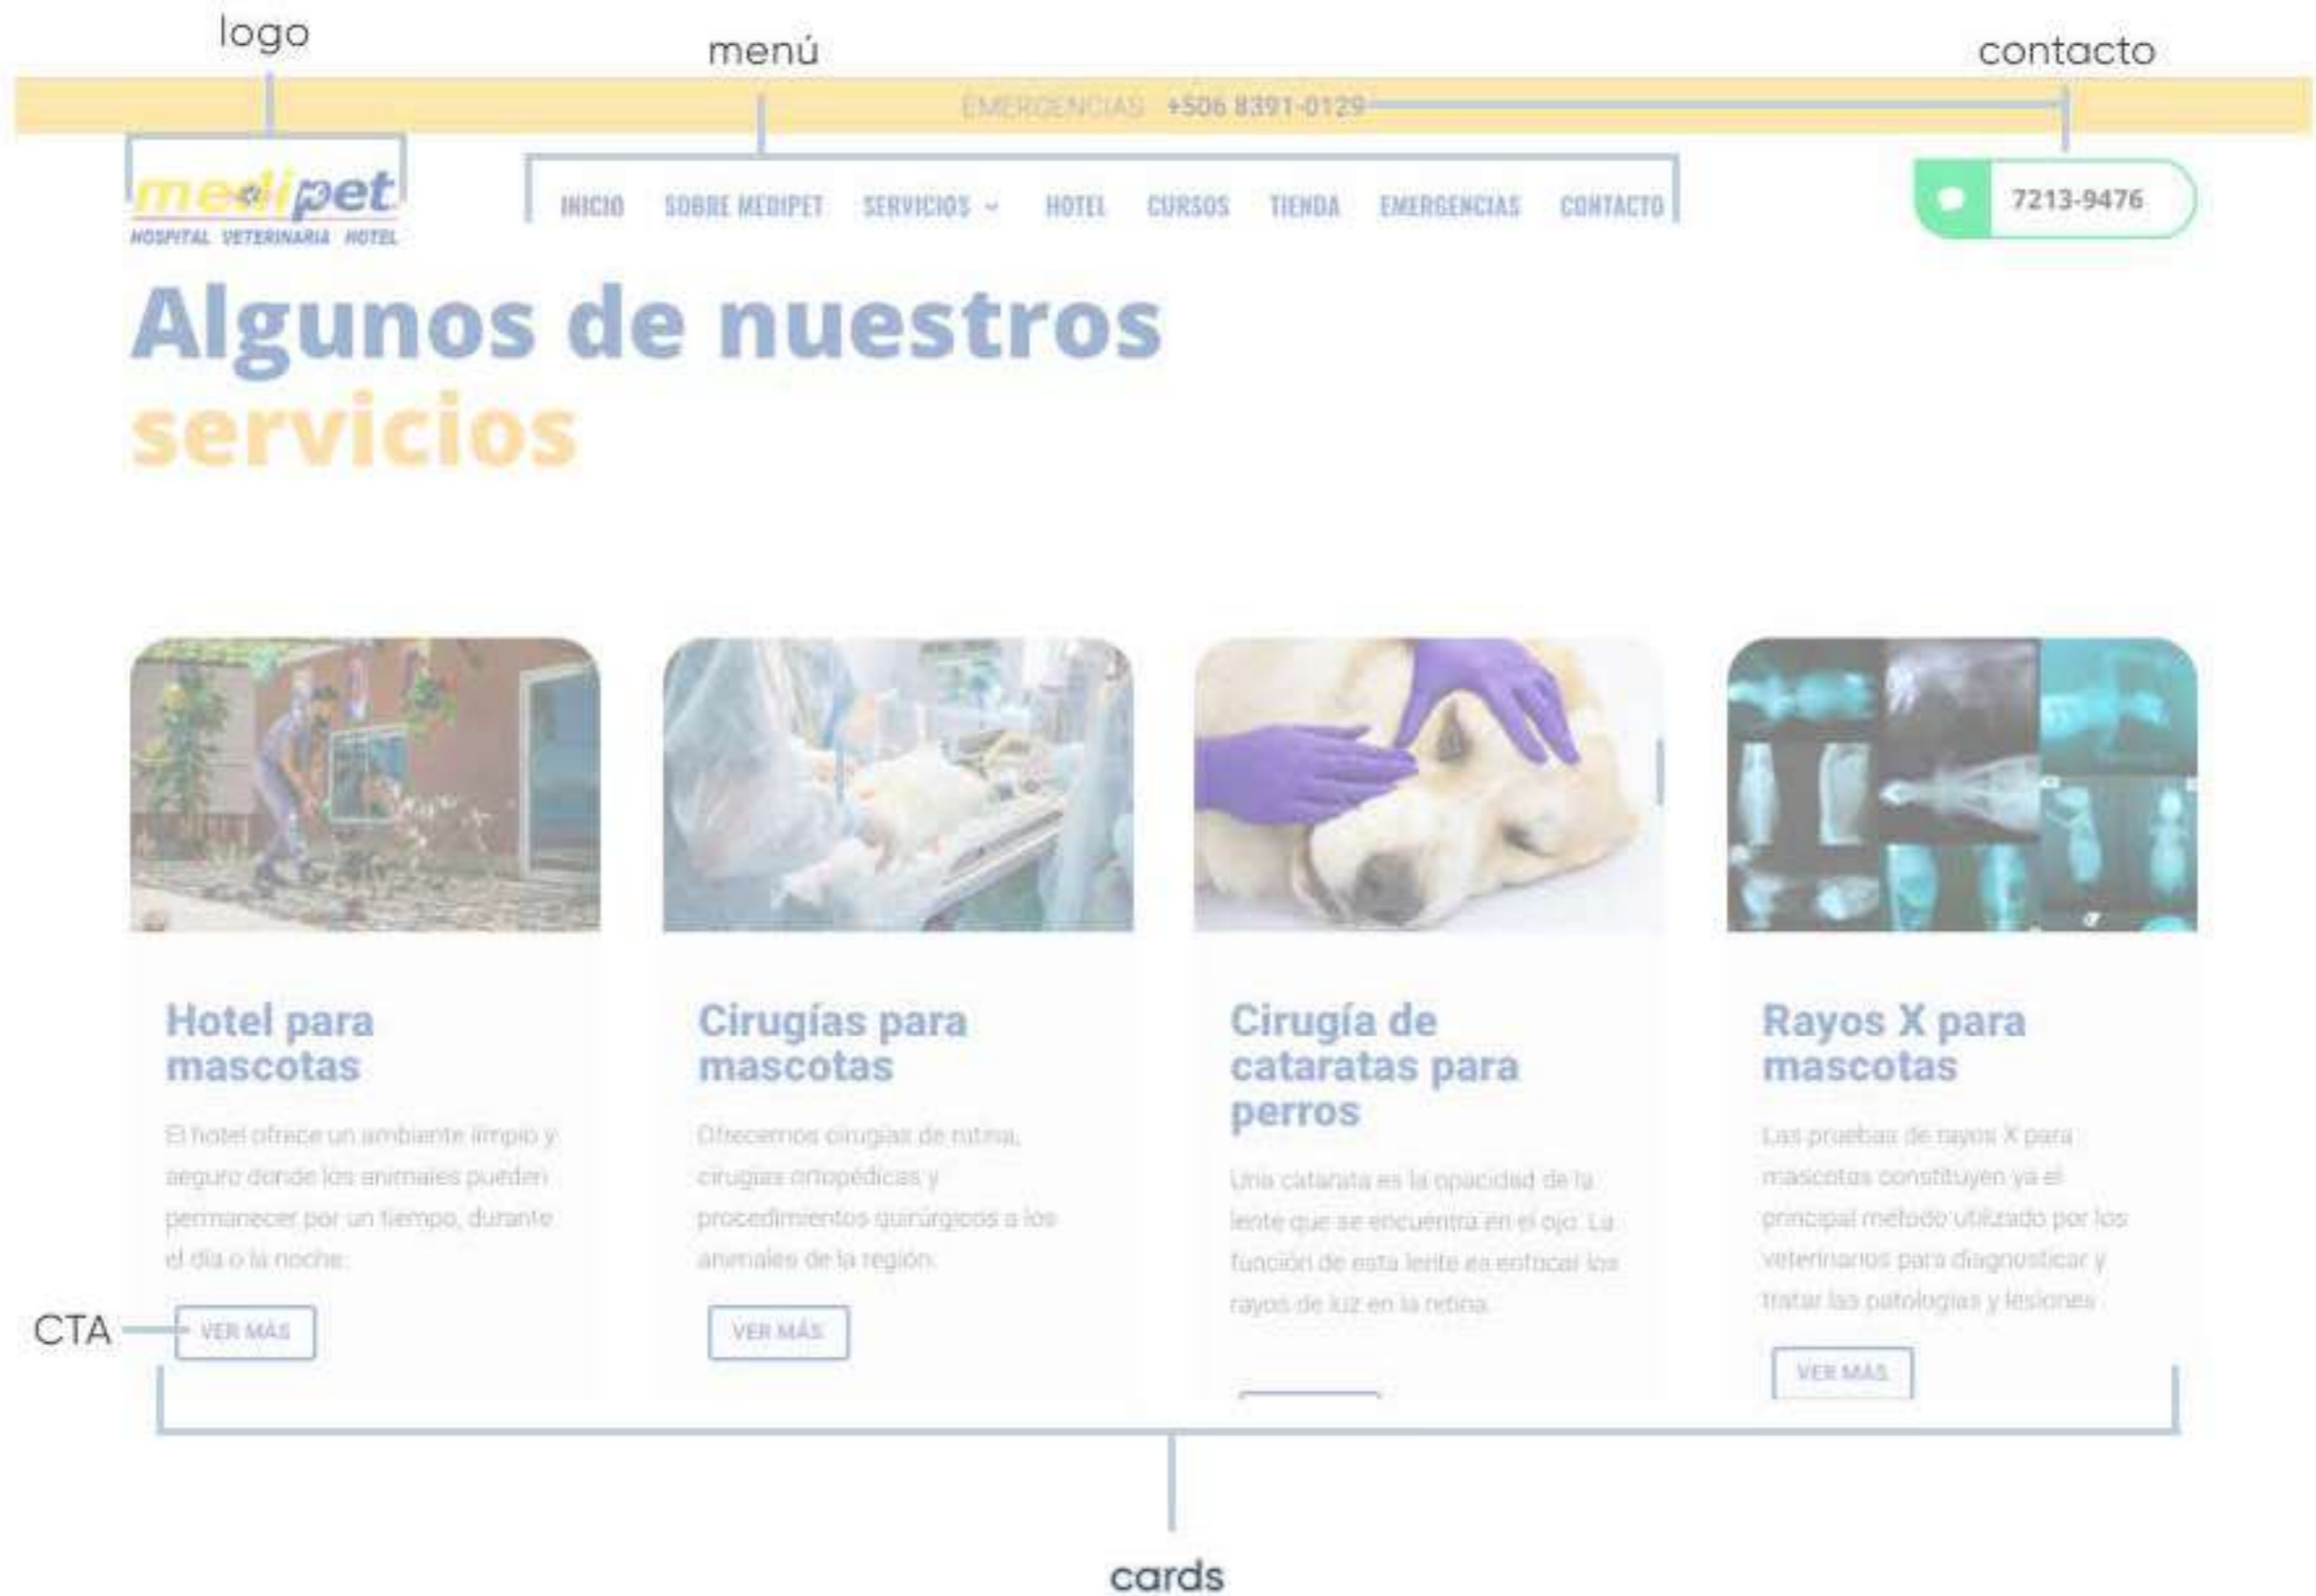 logo
menú
contacto
EMERGENCIAS +506 8391-0129
medipet
HOSPITAL VETERINARIA HOTEL
INICIO SOBRE MEDIPET SERVICIOS HOTEL CURSOS TIENDA EMERGENCIAS CONTACTO
7213-9476
Algunos de nuestros
servicios
Hotel para
mascotas
El hotel ofrece un ambiente limpio y
seguro donde los animales pueden
permanecer por un tiempo, durante
el día o la noche.
VER MÁS
Cirugías para
mascotas
Ofrecemos cirugías de rutina,
cirugías ortopédicas y
procedimientos quirúrgicos a los
animales de la región.
VER MÁS
Cirugía de
cataratas para
perros
Una catarata es la opacidad de la
lente que se encuentra en el ojo. La
función de esta lente es enfocar los
rayos de luz en la retina.
Rayos X para
mascotas
Las pruebas de rayos X para
mascotas constituyen ya el
principal método utilizado por los
veterinarios para diagnosticar y
tratar las patologías y lesiones
VER MÁS
CTA
cards